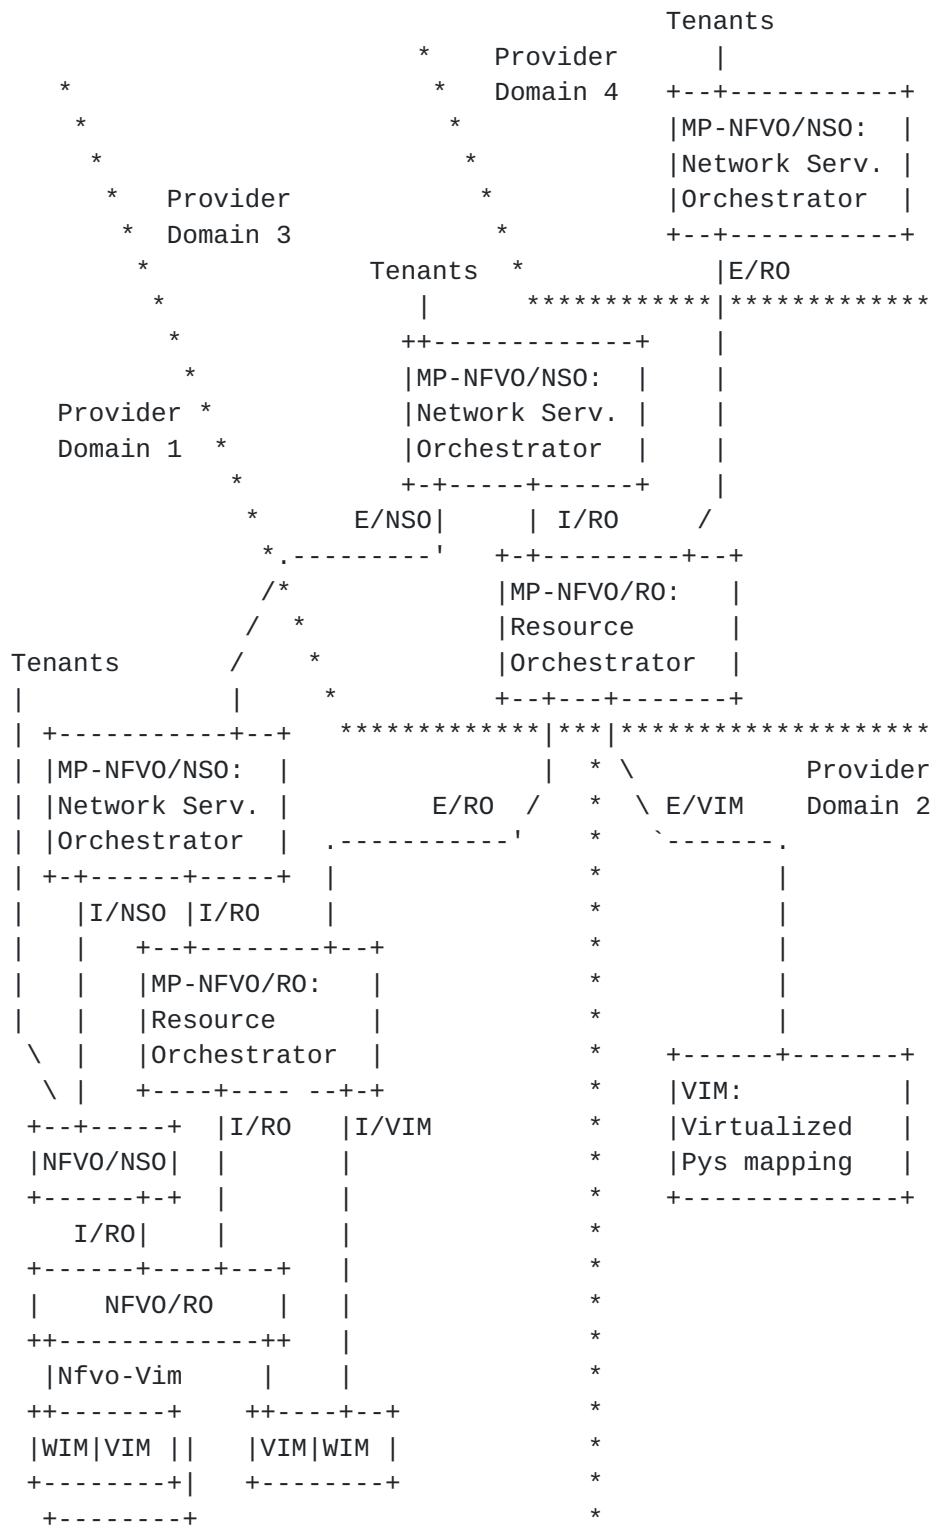 Tenants
                          *    Provider      |
   *                       *   Domain 4   +--+-----------+
    *                       *             |MP-NFVO/NSO:  |
     *                       *            |Network Serv. |
      *   Provider            *           |Orchestrator  |
       *  Domain 3             *          +--+-----------+
        *              Tenants  *            |E/RO
         *                |      ************|*************
          *              ++-------------+    |
           *             |MP-NFVO/NSO:  |    |
   Provider *            |Network Serv. |    |
   Domain 1  *           |Orchestrator  |    |
              *          +-+-----+------+    |
               *      E/NSO|     | I/RO     /
                *.---------'   +-+---------+--+
                /*             |MP-NFVO/RO:   |
               /  *            |Resource      |
Tenants       /    *           |Orchestrator  |
|             |     *          +--+---+-------+
| +-----------+--+   *************|***|********************
| |MP-NFVO/NSO:  |                |  * \           Provider
| |Network Serv. |         E/RO  /   *  \ E/VIM    Domain 2
| |Orchestrator  |  .-----------'    *   `-------.
| +-+------+-----+  |                *           |
|   |I/NSO |I/RO    |                *           |
|   |   +--+--------+--+             *           |
|   |   |MP-NFVO/RO:   |             *           |
|   |   |Resource      |             *           |
 \  |   |Orchestrator  |             *    +------+-------+
  \ |   +----+---- --+-+             *    |VIM:          |
 +--+-----+  |I/RO   |I/VIM          *    |Virtualized   |
 |NFVO/NSO|  |       |               *    |Pys mapping   |
 +------+-+  |       |               *    +--------------+
    I/RO|    |       |               *
 +------+----+---+   |               *
 |    NFVO/RO    |   |               *
 ++-------------++   |               *
  |Nfvo-Vim     |    |               *
 ++-------+    ++----+--+            *
 |WIM|VIM ||   |VIM|WIM |            *
 +--------+|   +--------+            *
  +--------+                         *